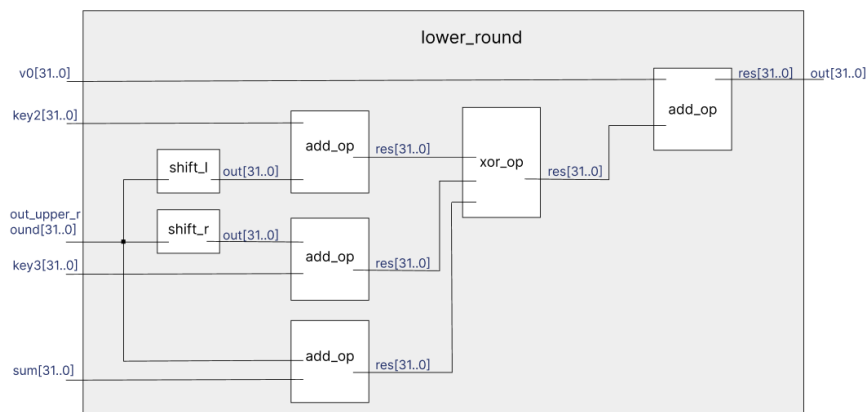 lower_round
v0[31..0]
res[31..0]
out[31..0]
add_op
key2[31..0]
add_op
res[31..0]
xor_op
shift_l
out[31..0]
res[31..0]
out_upper_r
ound[31..0]
shift_r
out[31..0]
add_op
key3[31..0]
res[31..0]
add_op
sum[31..0]
res[31..0]